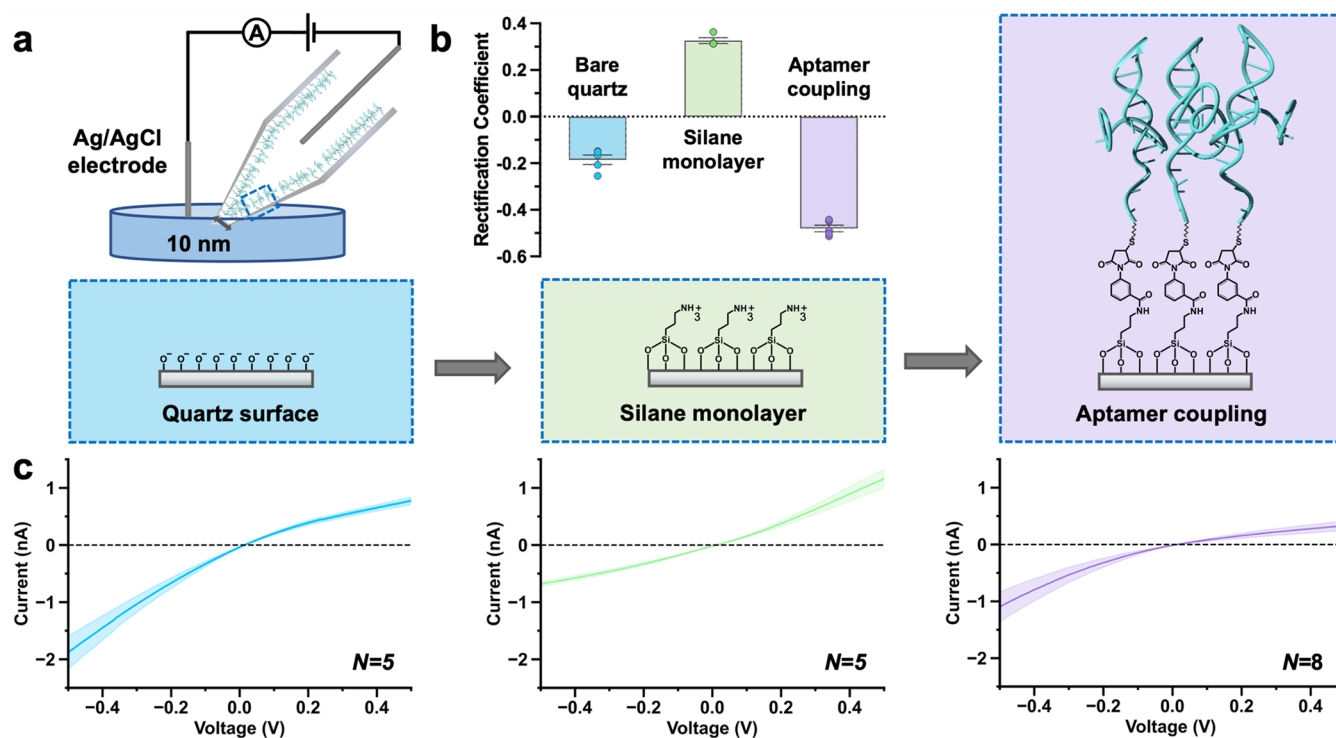 a
A
Ag/AgCl
electrode
10 nm
b
Rectification Coefficient
0.4
0.2
0.0
−0.2
−0.4
-0.6
Bare
quartz
Silane
monolayer
Aptamer
coupling
O⁻ O⁻ O⁻ O⁻ O⁻ O⁻ O⁻ O⁻ O⁻
Quartz surface
NH₃⁺ NH₃⁺ NH₃⁺
Si Si Si
O O O O O O O O O
Silane monolayer
S S S
O N O O N O O N O
O O O
NH NH NH
Si Si Si
O O O O O O O O O
Aptamer coupling
c
Current (nA)
1
0
−1
−2
−0.4 −0.2 0.0 0.2 0.4
Voltage (V)
N=5
Current (nA)
1
0
−1
−2
−0.4 −0.2 0.0 0.2 0.4
Voltage (V)
N=5
Current (nA)
1
0
−1
−2
−0.4 −0.2 0.0 0.2 0.4
Voltage (V)
N=8